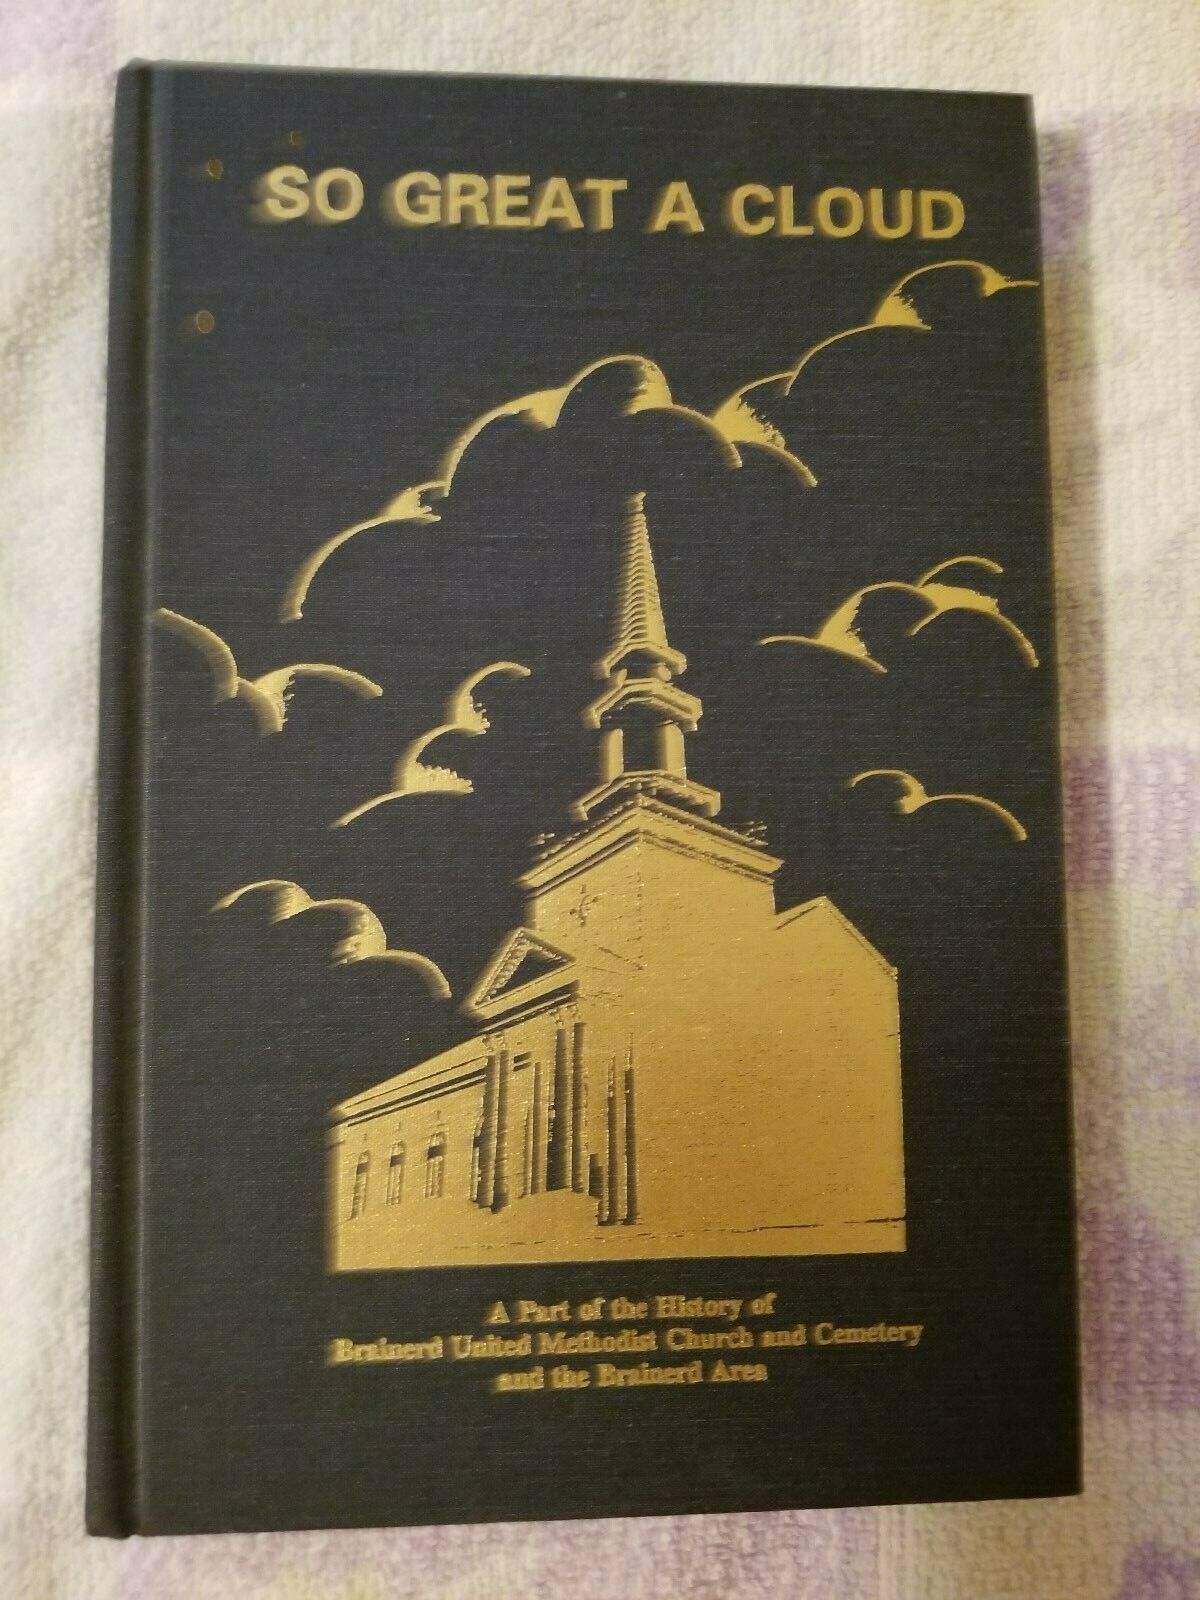 SO GREAT A CLOUD
A Part of the History of
Brainerd United Methodist Church and Cemetery
and the Brainerd Area